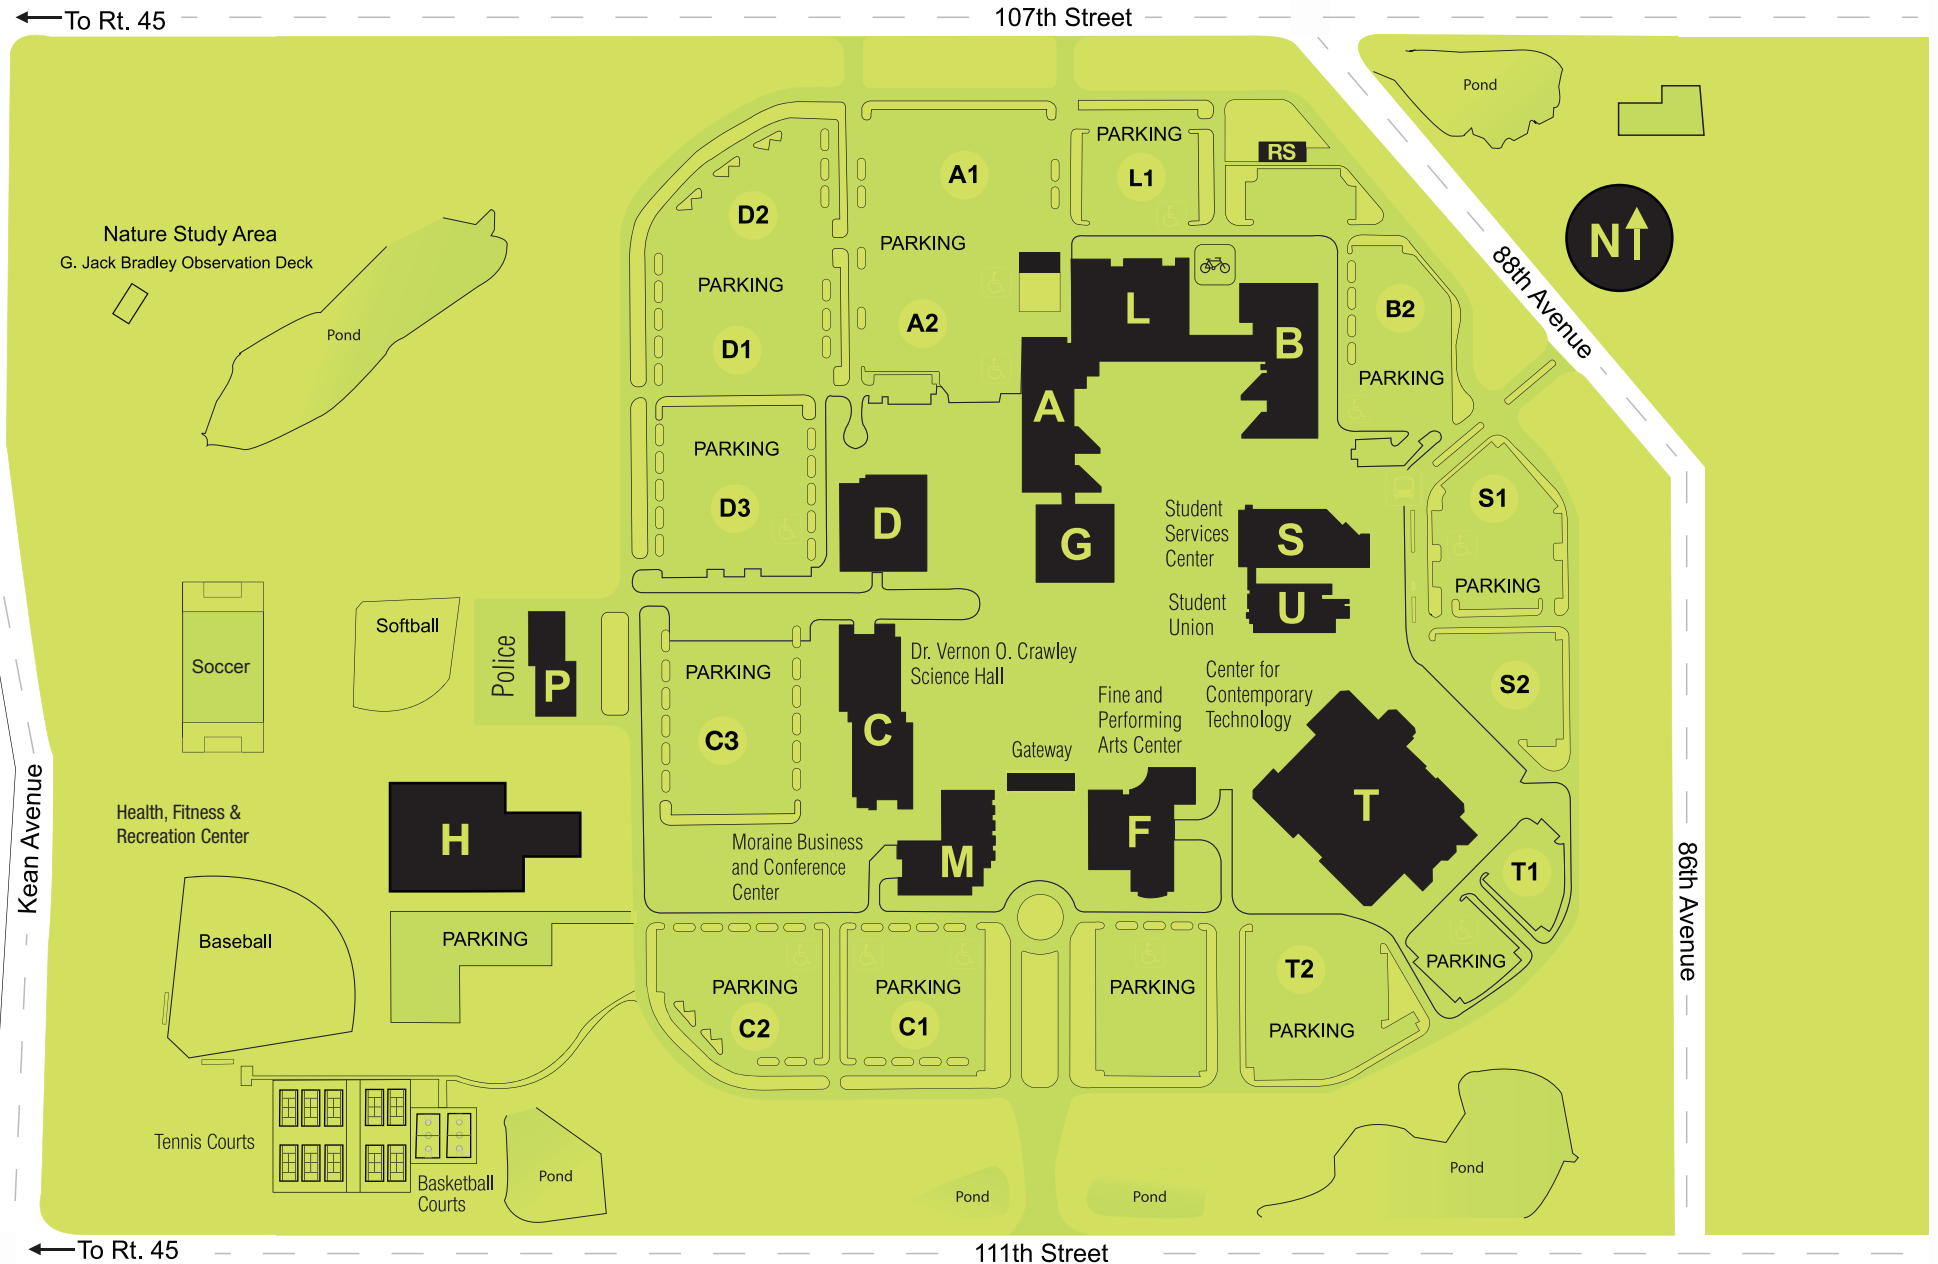 To Rt. 45
107th Street
Pond
PARKING
RS
A1
L1
D2
N
Nature Study Area
G. Jack Bradley Observation Deck
PARKING
88th Avenue
PARKING
L
B2
A2
Pond
D1
B
PARKING
A
PARKING
D3
S1
D
G
Student
Services
Center
S
PARKING
Student
Union
U
Softball
Soccer
Police
P
PARKING
Dr. Vernon O. Crawley
Science Hall
Center for
Contemporary
Technology
S2
Fine and
Performing
Arts Center
C3
C
Gateway
T
Kean Avenue
Health, Fitness &
Recreation Center
H
Moraine Business
and Conference
Center
M
F
T1
86th Avenue
Baseball
PARKING
PARKING
T2
PARKING
C2
PARKING
C1
PARKING
PARKING
Tennis Courts
Basketball
Courts
Pond
Pond
Pond
Pond
To Rt. 45
111th Street